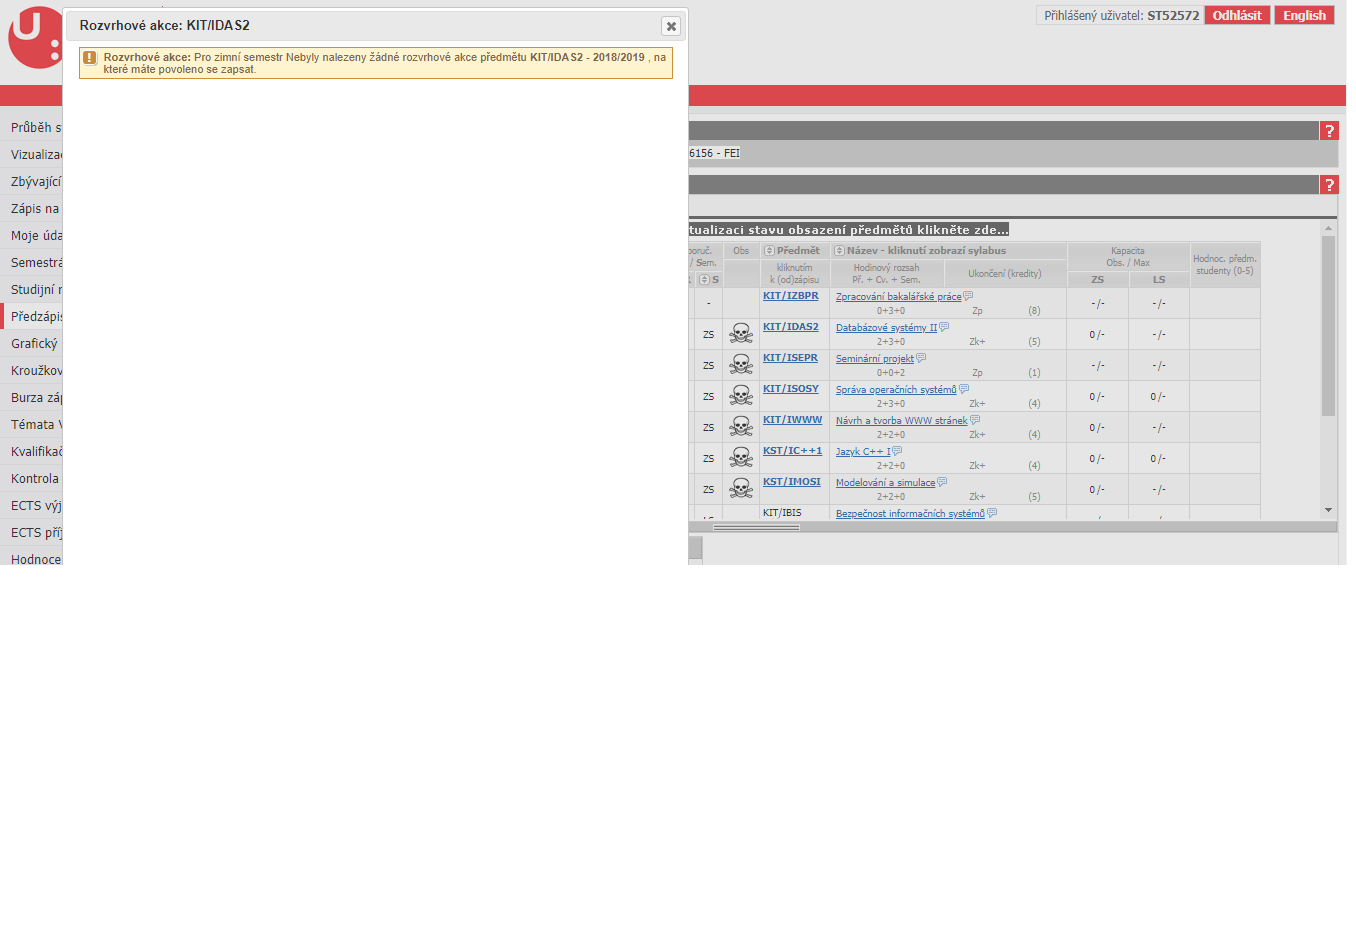 Rozvrhové akce: KIT/IDAS2
Přihlášený uživatel: ST52572 Odhlásit English
Rozvrhové akce: Pro zimní semestr Nebyly nalezeny žádné rozvrhové akce předmětu KIT/IDAS2 - 2018/2019 , na
které máte povoleno se zapsat.
Průběh s
Vizualizac
Zbývající
Zápis na
Moje úda
Semestrá
Studijní r
Předzápis
Grafický
Kroužkov
Burza záp
Témata V
Kvalifikač
Kontrola
ECTS výj
ECTS příj
Hodnoce
?
6156 - FEI
?
tualizaci stavu obsazení předmětů klikněte zde...
poruč. Obs Předmět Název - kliknutí zobrazí sylabus Kapacita Hodnoc. předm.
/ Sem. kliknutím Hodinový rozsah Ukončení (kredity) Obs. / Max studenty (0-5)
S k (od)zápisu Př. + Cv. + Sem. ZS LS
- KIT/IZBPR Zpracování bakalářské práce - /- - /-
0+3+0 Zp (8)
ZS KIT/IDAS2 Databázové systémy II 0 /- - /-
2+3+0 Zk+ (5)
ZS KIT/ISEPR Seminární projekt - /- - /-
0+0+2 Zp (1)
ZS KIT/ISOSY Správa operačních systémů 0 /- 0 /-
2+3+0 Zk+ (4)
ZS KIT/IWWW Návrh a tvorba WWW stránek 0 /- - /-
2+2+0 Zk+ (4)
ZS KST/IC++1 Jazyk C++ I 0 /- 0 /-
2+2+0 Zk+ (4)
ZS KST/IMOSI Modelování a simulace 0 /- - /-
2+2+0 Zk+ (5)
KIT/IBIS Bezpečnost informačních systémů